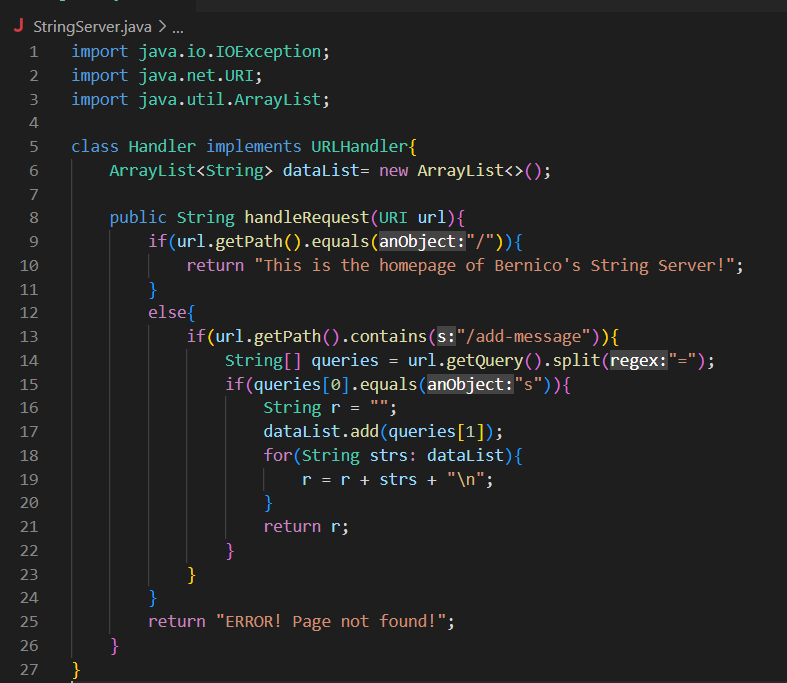 J StringServer.java > ...
1 import java.io.IOException;
2 import java.net.URI;
3 import java.util.ArrayList;
4
5 class Handler implements URLHandler{
6     ArrayList<String> dataList= new ArrayList<>();
7
8     public String handleRequest(URI url){
9         if(url.getPath().equals(anObject:"/")){
10             return "This is the homepage of Bernico's String Server!";
11         }
12         else{
13             if(url.getPath().contains(s:"/add-message")){
14                 String[] queries = url.getQuery().split(regex:"=");
15                 if(queries[0].equals(anObject:"s")){
16                     String r = "";
17                     dataList.add(queries[1]);
18                     for(String strs: dataList){
19                         r = r + strs + "\n";
20                     }
21                     return r;
22                 }
23             }
24         }
25         return "ERROR! Page not found!";
26     }
27 }